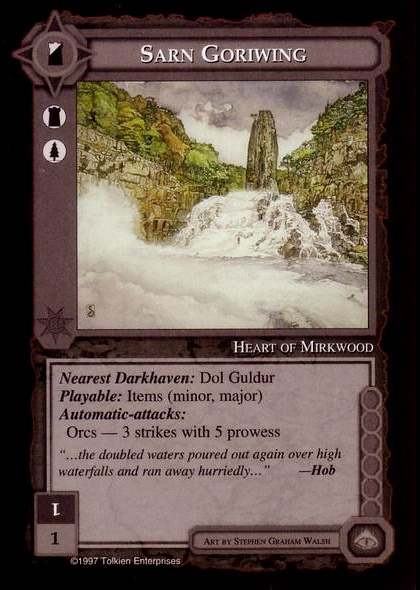 SARN GORIWING
HEART OF MIRKWOOD
Nearest Darkhaven: Dol Guldur
Playable: Items (minor, major)
Automatic-attacks:
Orcs — 3 strikes with 5 prowess
“…the doubled waters poured out again over high
waterfalls and ran away hurriedly…” —Hob
1
ART BY STEPHEN GRAHAM WALSH
©1997 Tolkien Enterprises